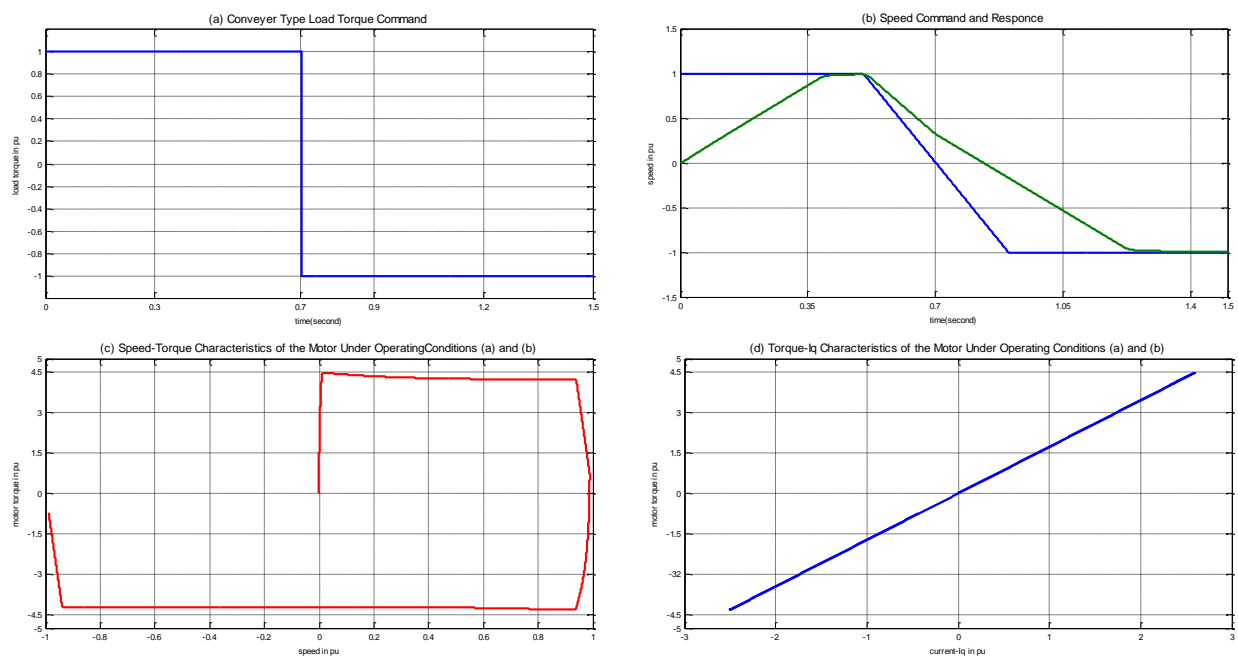 (a) Conveyer Type Load Torque Command
1
0.8
0.6
0.4
0.2
0
-0.2
-0.4
-0.6
-0.8
-1
load torque in pu
0 0.3 0.7 0.9 1.2 1.5
time(second)
(b) Speed Command and Responce
1.5
1
0.5
0
-0.5
-1
-1.5
speed in pu
0 0.35 0.7 1.05 1.4 1.5
time(second)
(c) Speed-Torque Characteristics of the Motor Under OperatingConditions (a) and (b)
5
4.5
3
1.5
0
-1.5
-3
-4.5
-5
motor torque in pu
-1 -0.8 -0.6 -0.4 -0.2 0 0.2 0.4 0.6 0.8 1
speed in pu
(d) Torque-Iq Characteristics of the Motor Under Operating Conditions (a) and (b)
5
4.5
3
1.5
0
-1.5
-32
-4.5
-5
motor torque in pu
-3 -2 -1 0 1 2 3
current-Iq in pu